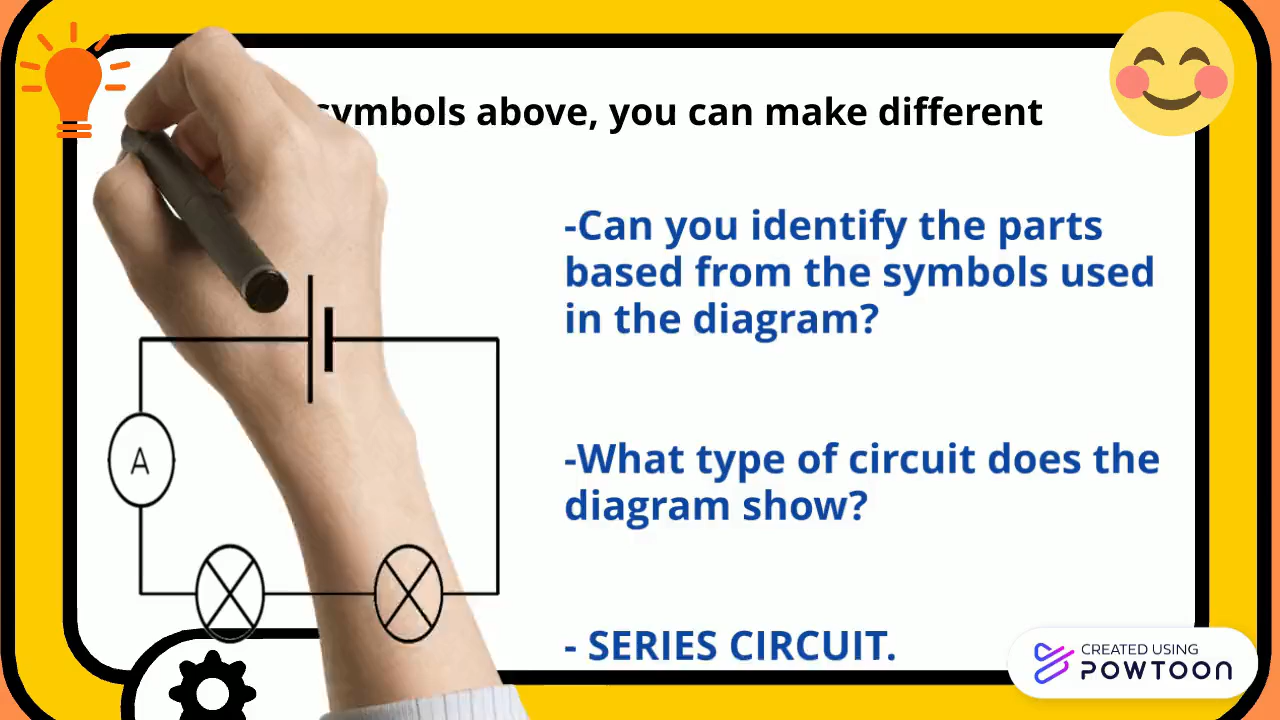 symbols above, you can make different
-Can you identify the parts
based from the symbols used
in the diagram?
A
-What type of circuit does the
diagram show?
- SERIES CIRCUIT.
CREATED USING
POWTOON